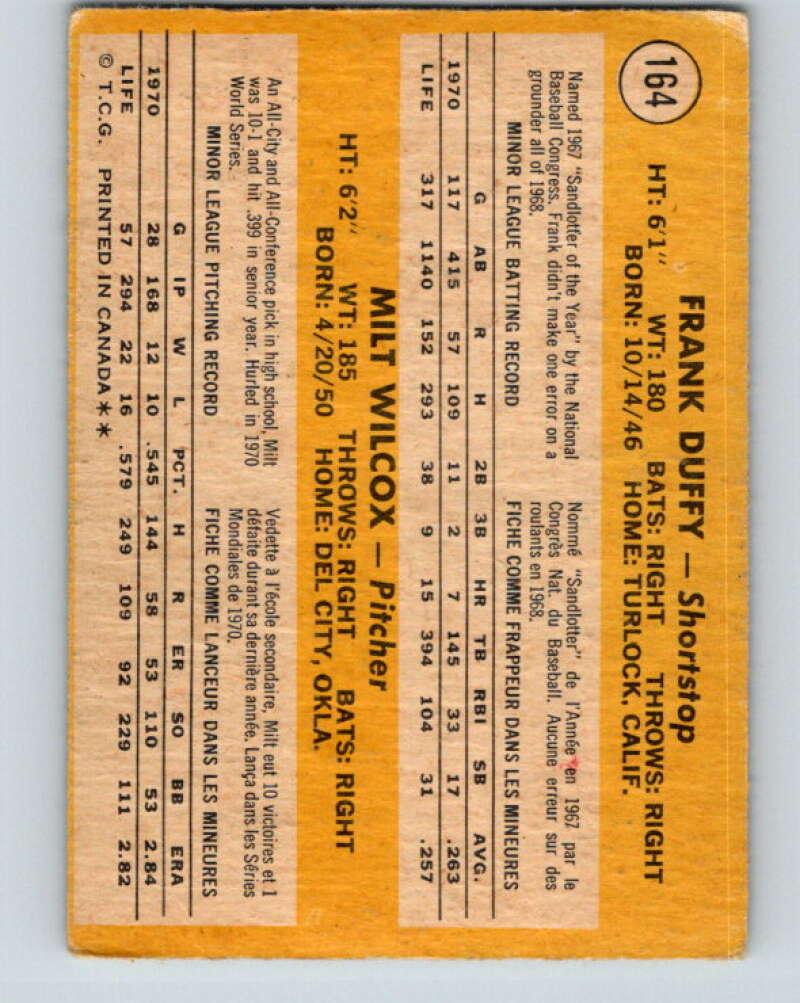 164
FRANK DUFFY — Shortstop
HT: 6'1" WT: 180 BATS: RIGHT THROWS: RIGHT
BORN: 10/14/46 HOME: TURLOCK, CALIF.
Named 1967 "Sandlotter of the Year" by the National
Baseball Congress, Frank didn't make one error on a
grounder all of 1968.
Nommé "Sandlotter" de l'Année en 1967 par le
Congrès Nat. du Baseball. Aucune erreur sur des
roulants en 1968.
MINOR LEAGUE BATTING RECORD FICHE COMME FRAPPEUR DANS LES MINEURES
G AB R H 2B 3B HR TB RBI SB AVG.
1970 117 415 57 109 11 2 7 145 33 17 .263
LIFE 317 1140 152 293 38 9 15 394 104 31 .257
MILT WILCOX — Pitcher
HT: 6'2" WT: 185 THROWS: RIGHT BATS: RIGHT
BORN: 4/20/50 HOME: DEL CITY, OKLA.
An All-City and All-Conference pick in high school, Milt
was 10-1 and hit .399 in senior year. Hurled in 1970
World Series.
Vedette à l'école secondaire, Milt eut 10 victoires et 1
défaite durant sa dernière année. Lança dans les Séries
Mondiales de 1970.
MINOR LEAGUE PITCHING RECORD FICHE COMME LANCEUR DANS LES MINEURES
G IP W L PCT. H R ER SO BB ERA
1970 28 168 12 10 .545 144 58 53 110 53 2.84
LIFE 57 294 22 16 .579 249 109 92 229 111 2.82
© T.C.G. PRINTED IN CANADA**